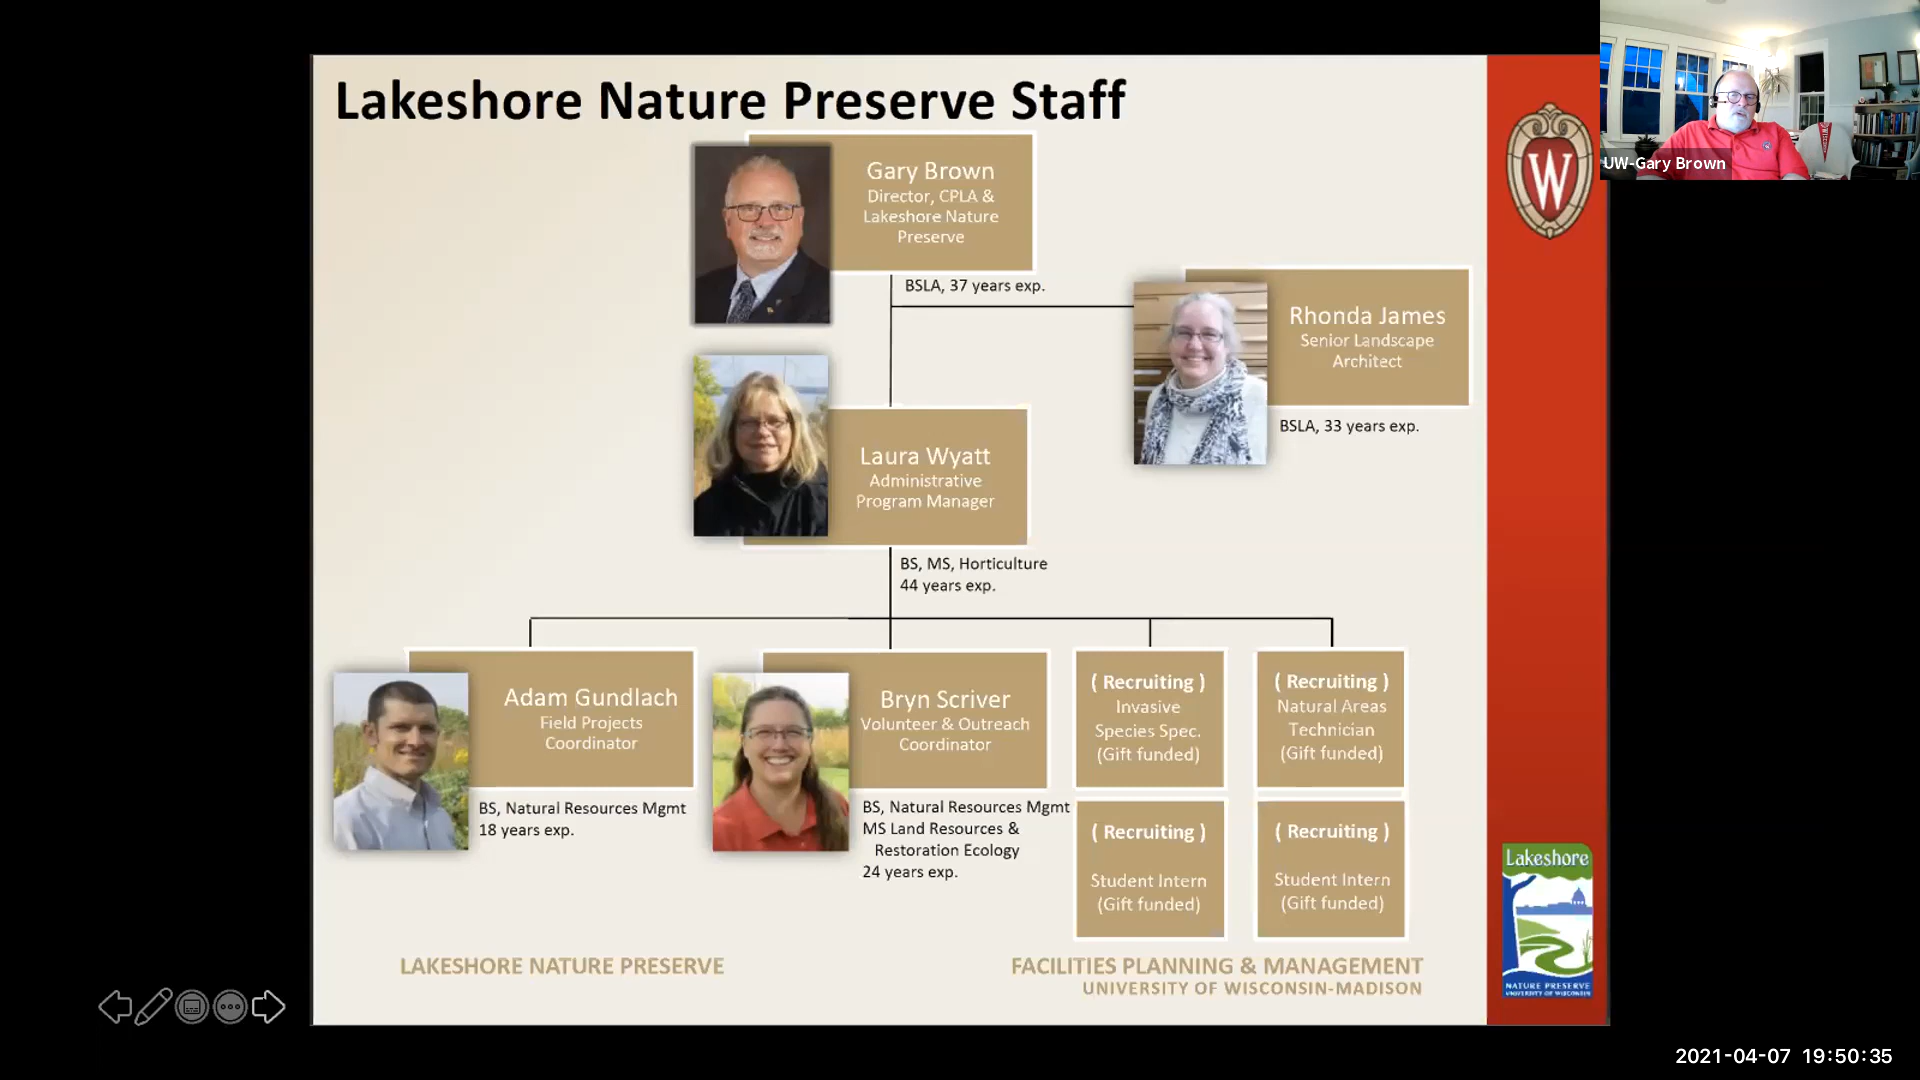 Lakeshore Nature Preserve Staff
UW-Gary Brown
W
Gary Brown
Director, CPLA &
Lakeshore Nature
Preserve
BSLA, 37 years exp.
Rhonda James
Senior Landscape
Architect
BSLA, 33 years exp.
Laura Wyatt
Administrative
Program Manager
BS, MS, Horticulture
44 years exp.
Adam Gundlach
Field Projects
Coordinator
BS, Natural Resources Mgmt
18 years exp.
Bryn Scriver
Volunteer & Outreach
Coordinator
BS, Natural Resources Mgmt
MS Land Resources &
Restoration Ecology
24 years exp.
( Recruiting )
Invasive
Species Spec.
(Gift funded)
( Recruiting )
Natural Areas
Technician
(Gift funded)
( Recruiting )
Student Intern
(Gift funded)
( Recruiting )
Student Intern
(Gift funded)
Lakeshore
NATURE PRESERVE
UNIVERSITY OF WISCONSIN
LAKESHORE NATURE PRESERVE
FACILITIES PLANNING & MANAGEMENT
UNIVERSITY OF WISCONSIN-MADISON
2021-04-07 19:50:35